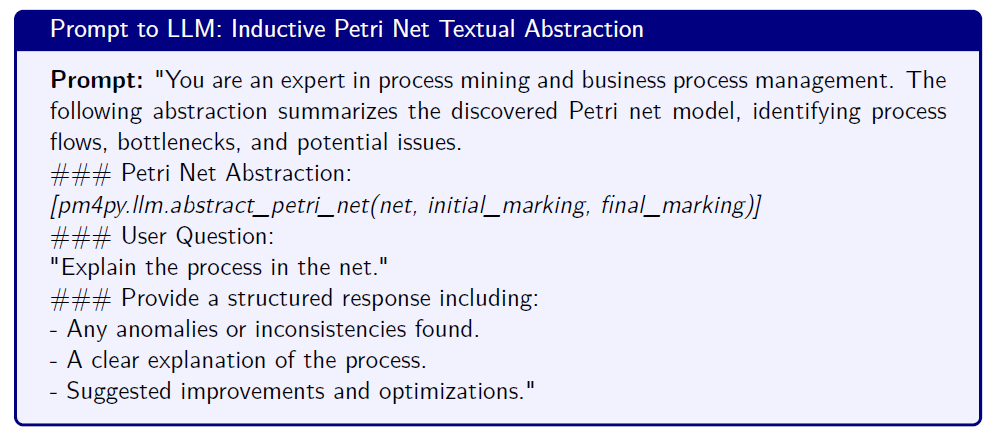 Prompt to LLM: Inductive Petri Net Textual Abstraction
Prompt: "You are an expert in process mining and business process management. The
following abstraction summarizes the discovered Petri net model, identifying process
flows, bottlenecks, and potential issues.
### Petri Net Abstraction:
[pm4py.llm.abstract_petri_net(net, initial_marking, final_marking)]
### User Question:
"Explain the process in the net."
### Provide a structured response including:
- Any anomalies or inconsistencies found.
- A clear explanation of the process.
- Suggested improvements and optimizations."